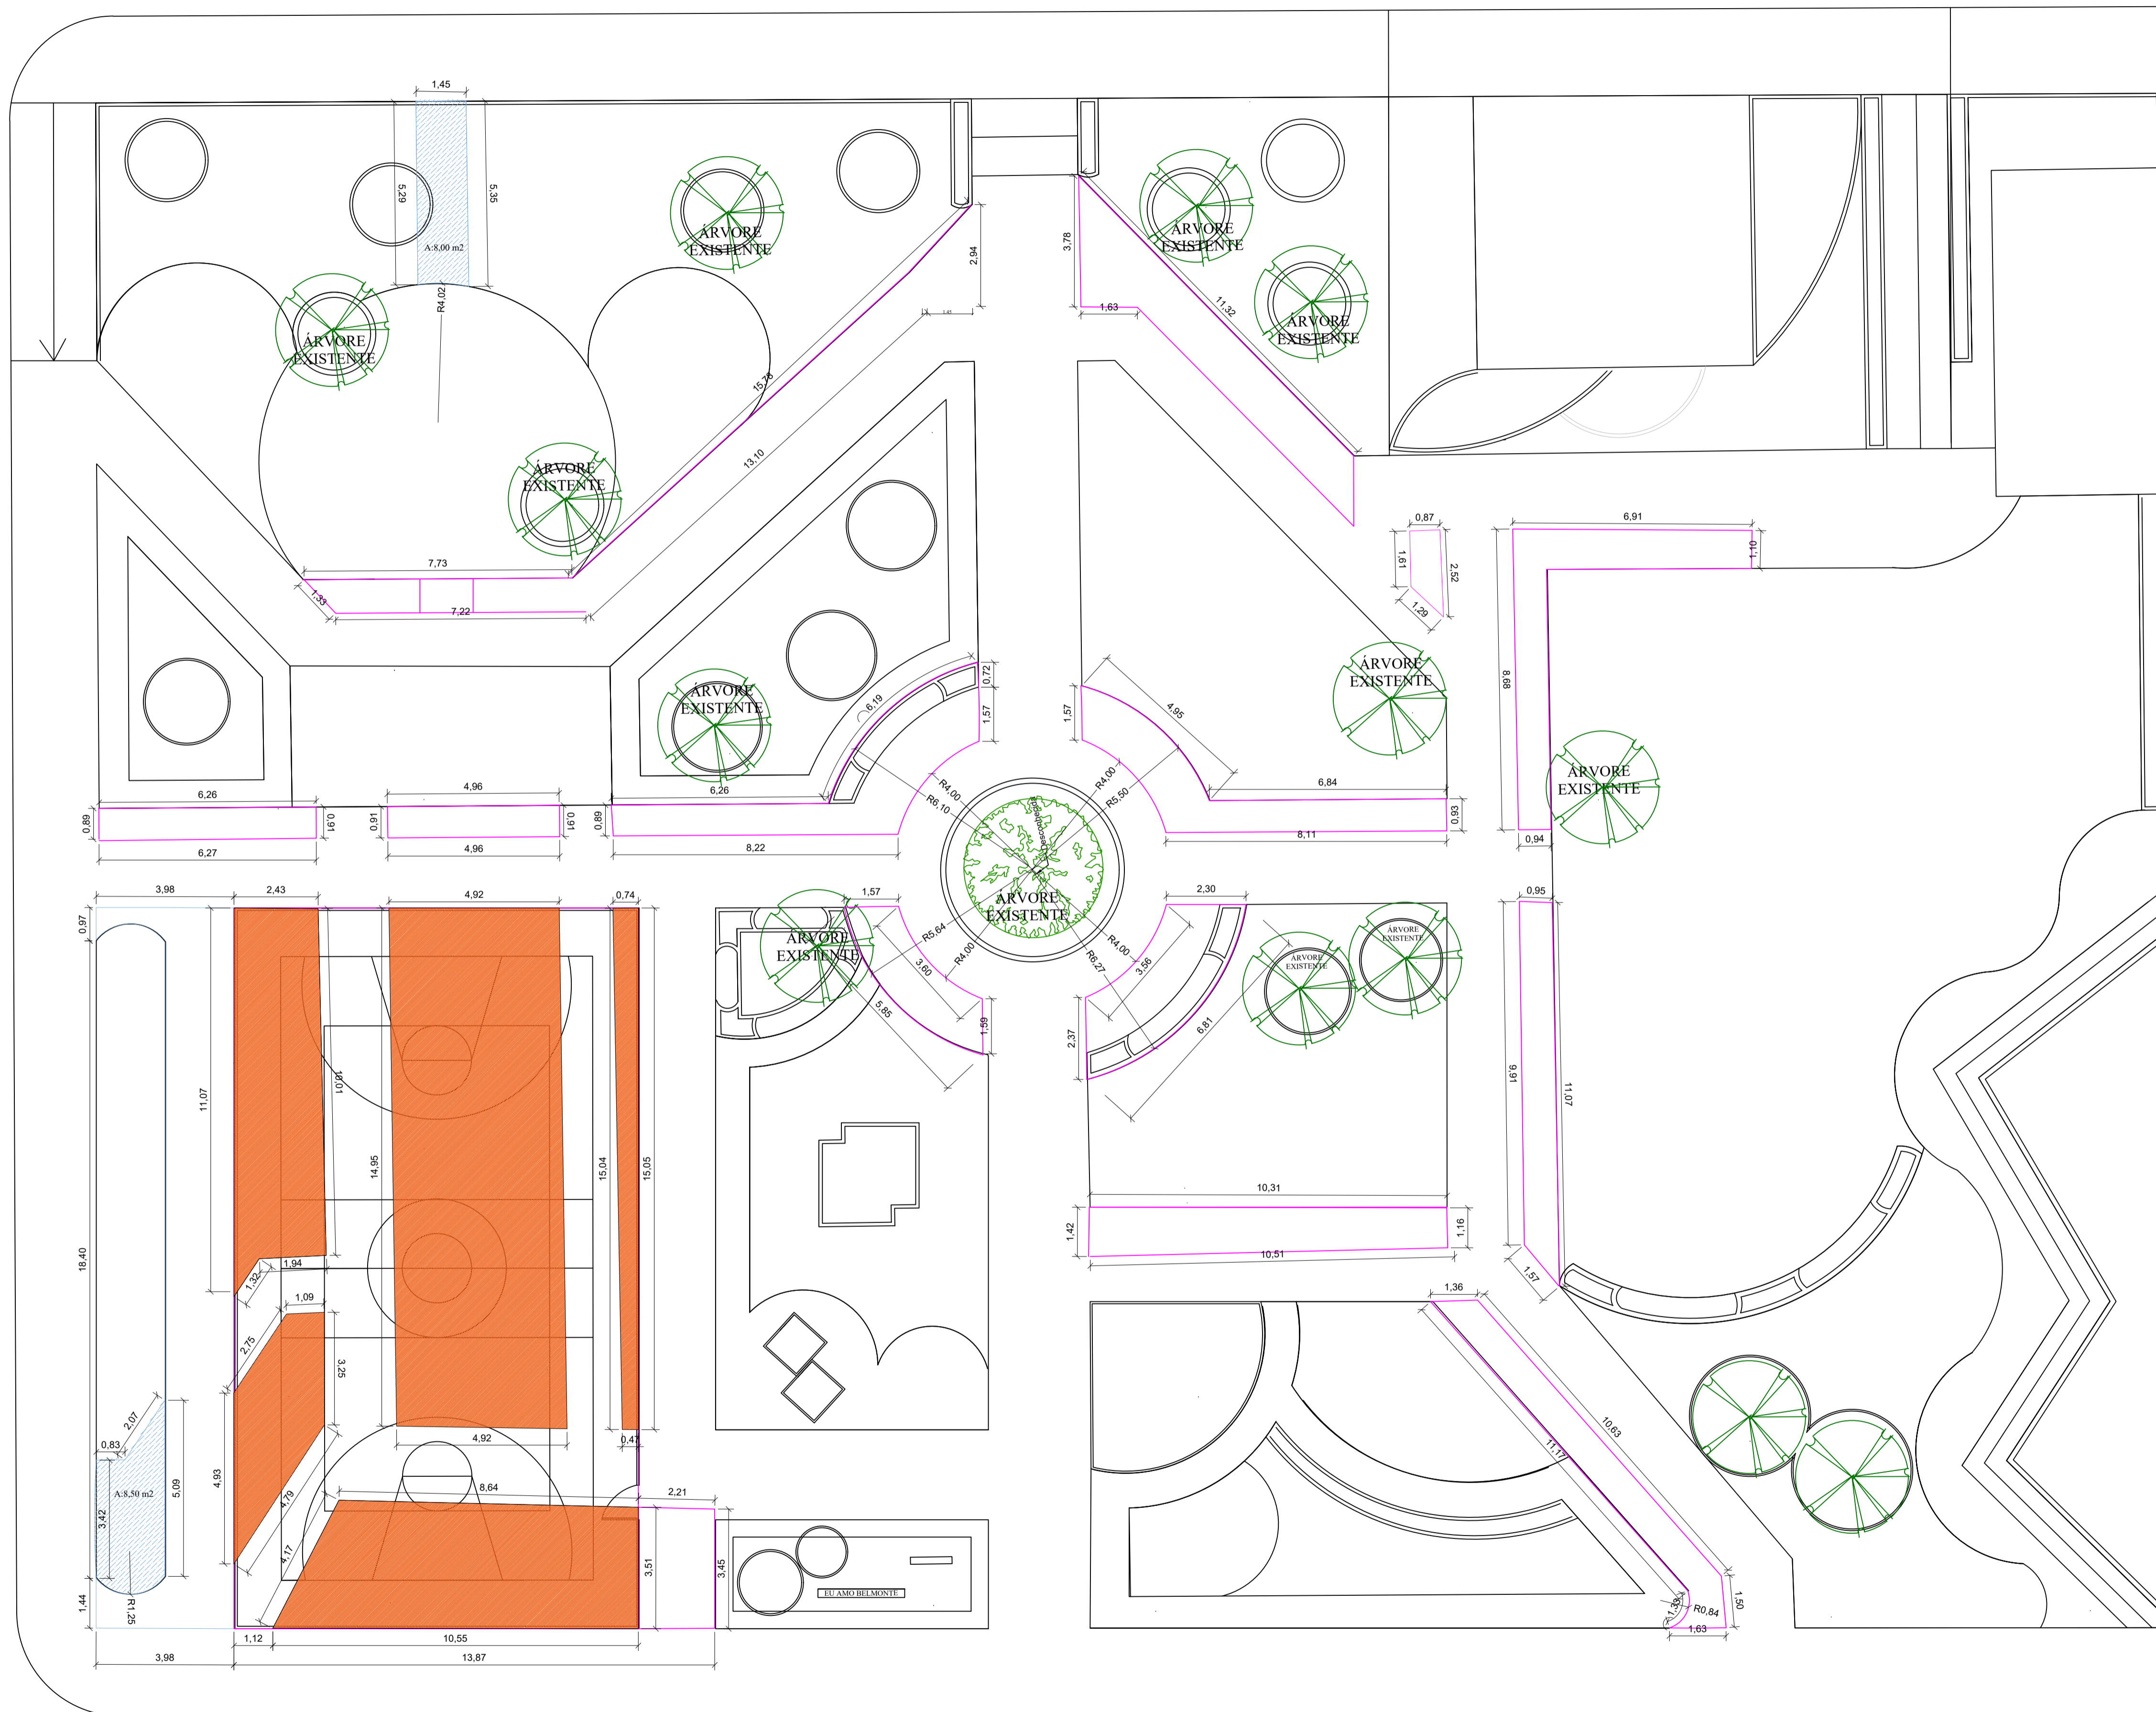 1,45
5,29
5,35
A:8,00 m2
R4,02
ÁRVORE
EXISTENTE
ÁRVORE
EXISTENTE
ÁRVORE
EXISTENTE
ÁRVORE
EXISTENTE
2,94
3,78
1,63
11,32
ÁRVORE
EXISTENTE
15,78
13,10
7,73
1,33
7,22
0,87
1,61
2,52
1,29
6,91
1,10
8,68
ÁRVORE
EXISTENTE
6,19
0,72
1,57
1,57
4,95
ÁRVORE
EXISTENTE
ÁRVORE
EXISTENTE
6,26
4,96
6,26
0,89
0,91
0,91
0,91
0,89
6,27
4,96
8,22
R4,00
R6,10
R4,00
R5,50
6,84
0,93
8,11
0,94
ÁRVORE
EXISTENTE
3,98
2,43
4,92
0,74
1,57
2,30
0,95
0,97
ÁRVORE
EXISTENTE
R5,64
R4,00
3,60
5,85
1,59
R4,00
R6,27
3,56
6,81
2,37
ÁRVORE
EXISTENTE
ÁRVORE
EXISTENTE
11,07
10,01
14,95
15,04
15,05
9,91
11,07
18,40
1,32
1,94
1,09
2,75
3,25
10,31
1,42
1,16
10,51
1,57
1,36
2,07
0,83
A:8,50 m2
3,42
5,09
4,93
4,79
4,92
0,47
8,64
2,21
4,17
3,51
3,45
10,63
11,17
1,44
R1,25
EU AMO BELMONTE
1,33
R0,84
1,50
1,63
1,12
10,55
3,98
13,87